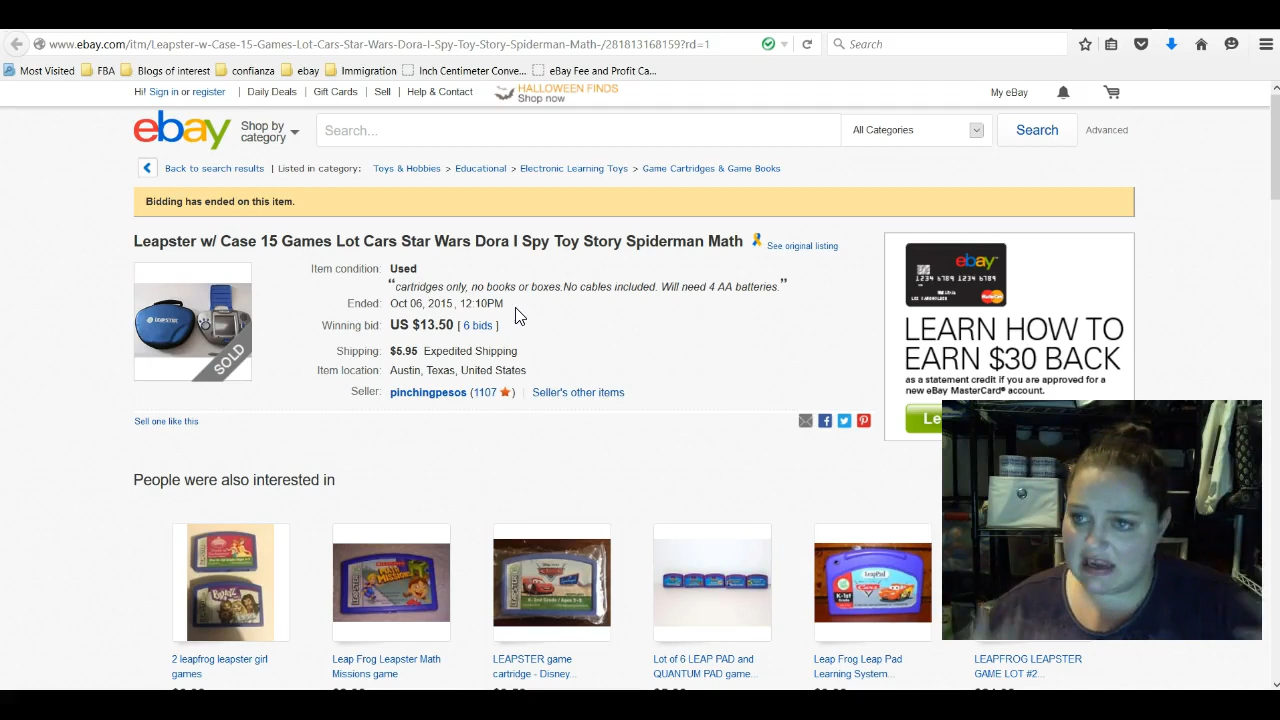 www.ebay.com/itm/Leapster-w-Case-15-Games-Lot-Cars-Star-Wars-Dora-I-Spy-Toy-Story-Spiderman-Math-/281813168159?rd=1
Search
Most Visited FBA Blogs of interest confianza ebay Immigration Inch Centimeter Conve... eBay Fee and Profit Ca...
Hi! Sign in or register Daily Deals Gift Cards Sell Help & Contact
HALLOWEEN FINDS
Shop now
My eBay
ebay
Shop by
category
Search...
All Categories
Search
Advanced
Back to search results Listed in category: Toys & Hobbies > Educational > Electronic Learning Toys > Game Cartridges & Game Books
Bidding has ended on this item.
Leapster w/ Case 15 Games Lot Cars Star Wars Dora I Spy Toy Story Spiderman Math
See original listing
Item condition: Used
“cartridges only, no books or boxes.No cables included. Will need 4 AA batteries.”
Ended: Oct 06, 2015 , 12:10PM
Winning bid: US $13.50 [ 6 bids ]
Shipping: $5.95 Expedited Shipping
Item location: Austin, Texas, United States
Seller: pinchingpesos (1107 ) Seller's other items
SOLD
Sell one like this
ebay
MasterCard
LEARN HOW TO
EARN $30 BACK
as a statement credit if you are approved for a
new eBay MasterCard® account.
Le
People were also interested in
LeapPad
Cars
2 leapfrog leapster girl
games
Leap Frog Leapster Math
Missions game
LEAPSTER game
cartridge - Disney...
Lot of 6 LEAP PAD and
QUANTUM PAD game...
Leap Frog Leap Pad
Learning System...
LEAPFROG LEAPSTER
GAME LOT #2...